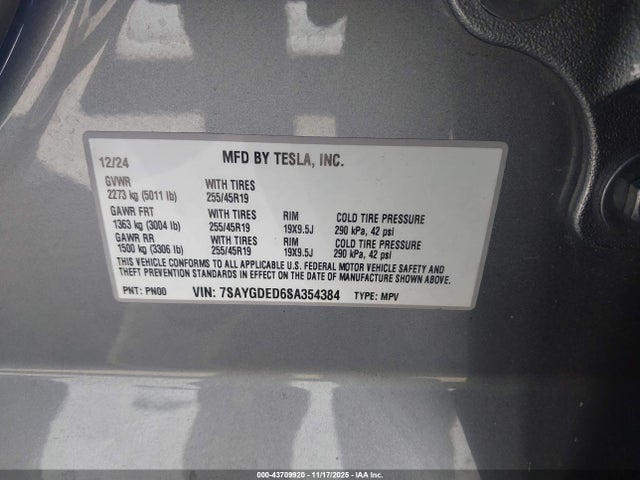 12/24 MFD BY TESLA, INC.
GVWR WITH TIRES
2273 kg (5011 lb) 255/45R19
GAWR FRT WITH TIRES RIM COLD TIRE PRESSURE
1363 kg (3004 lb) 255/45R19 19X9.5J 290 kPa, 42 psi
GAWR RR WITH TIRES RIM COLD TIRE PRESSURE
1500 kg (3306 lb) 255/45R19 19X9.5J 290 kPa, 42 psi
THIS VEHICLE CONFORMS TO ALL APPLICABLE U.S. FEDERAL MOTOR VEHICLE SAFETY AND
THEFT PREVENTION STANDARDS IN EFFECT ON THE DATE OF MANUFACTURE SHOWN ABOVE.
PNT: PN00 VIN: 7SAYGDED6SA354384 TYPE: MPV
000-43709920 - 11/17/2025 - IAA Inc.